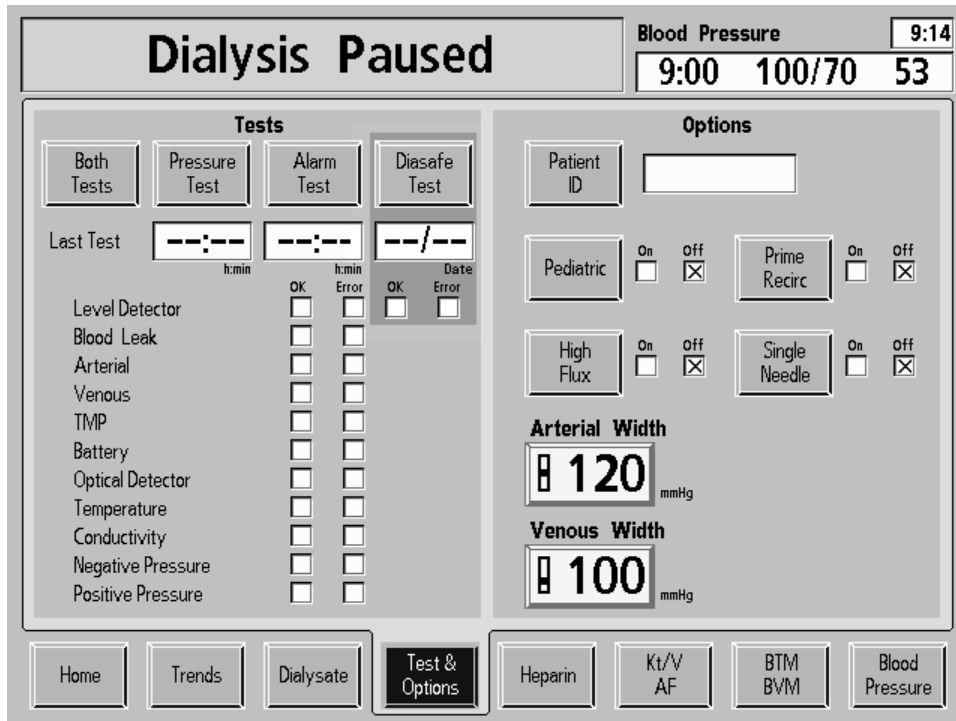 Dialysis Paused
Blood Pressure
9:14
9:00 100/70 53
Tests
Both
Tests
Pressure
Test
Alarm
Test
Diasafe
Test
Last Test
--:--
--:--
--/--
h:min
h:min
Date
OK Error
OK Error
Level Detector
Blood Leak
Arterial
Venous
TMP
Battery
Optical Detector
Temperature
Conductivity
Negative Pressure
Positive Pressure
Options
Patient
ID
Pediatric
On Off
Prime
Recirc
On Off
High
Flux
On Off
Single
Needle
On Off
Arterial Width
120
mmHg
Venous Width
100
mmHg
Home
Trends
Dialysate
Test &
Options
Heparin
Kt/V
AF
BTM
BVM
Blood
Pressure